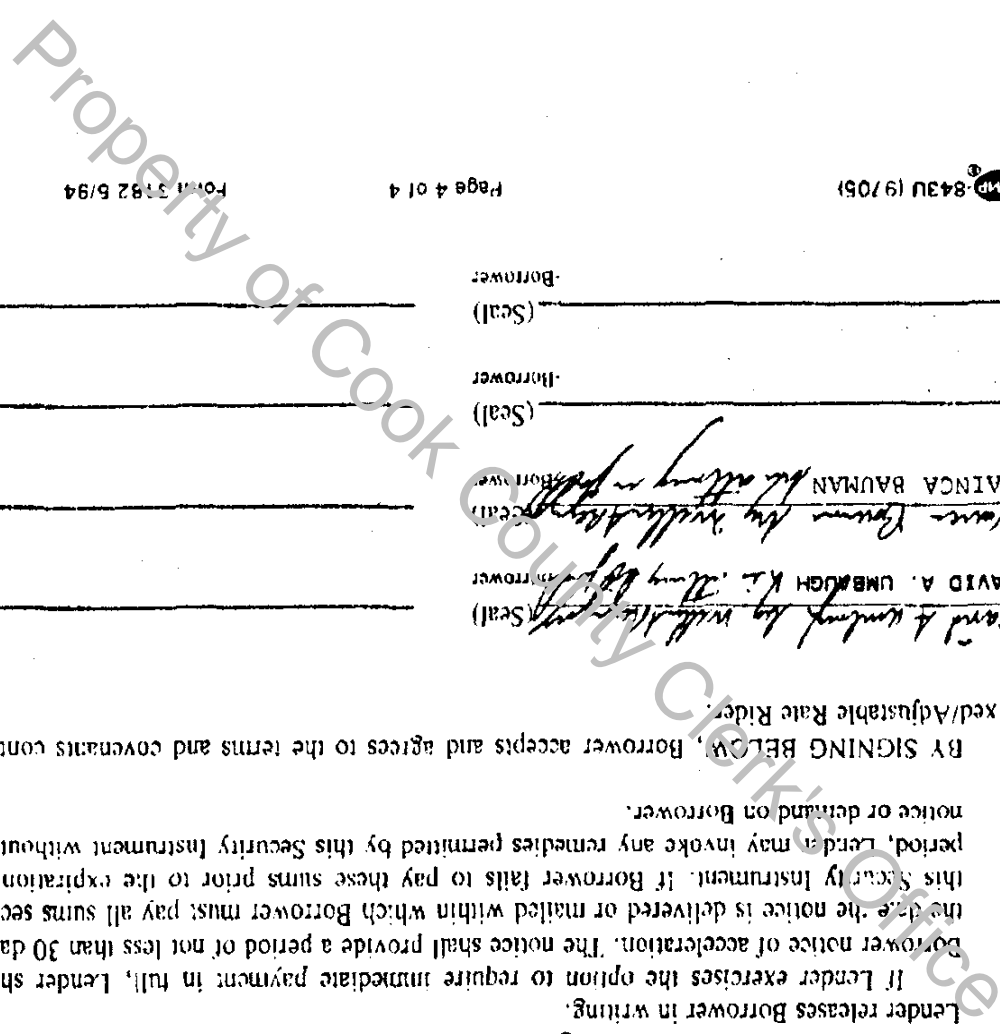 Lender releases Borrower in writing.
If Lender exercises the option to require immediate payment in full, Lender sh
Borrower notice of acceleration. The notice shall provide a period of not less than 30 da
the date the notice is delivered or mailed within which Borrower must pay all sums sec
this Security Instrument. If Borrower fails to pay these sums prior to the expiration
period, Lender may invoke any remedies permitted by this Security Instrument without
notice or demand on Borrower.
BY SIGNING BELOW, Borrower accepts and agrees to the terms and covenants cont
xed/Adjustable Rate Rider.
(Seal)
AVID A. UMBAUGH
Borrower
(Seal)
AINCA BAUMAN
Borrower
(Seal)
-Borrower
(Seal)
-Borrower
MP-843U (9705)
Page 4 of 4
Form 3182 5/94
Property of Cook County Clerk's Office